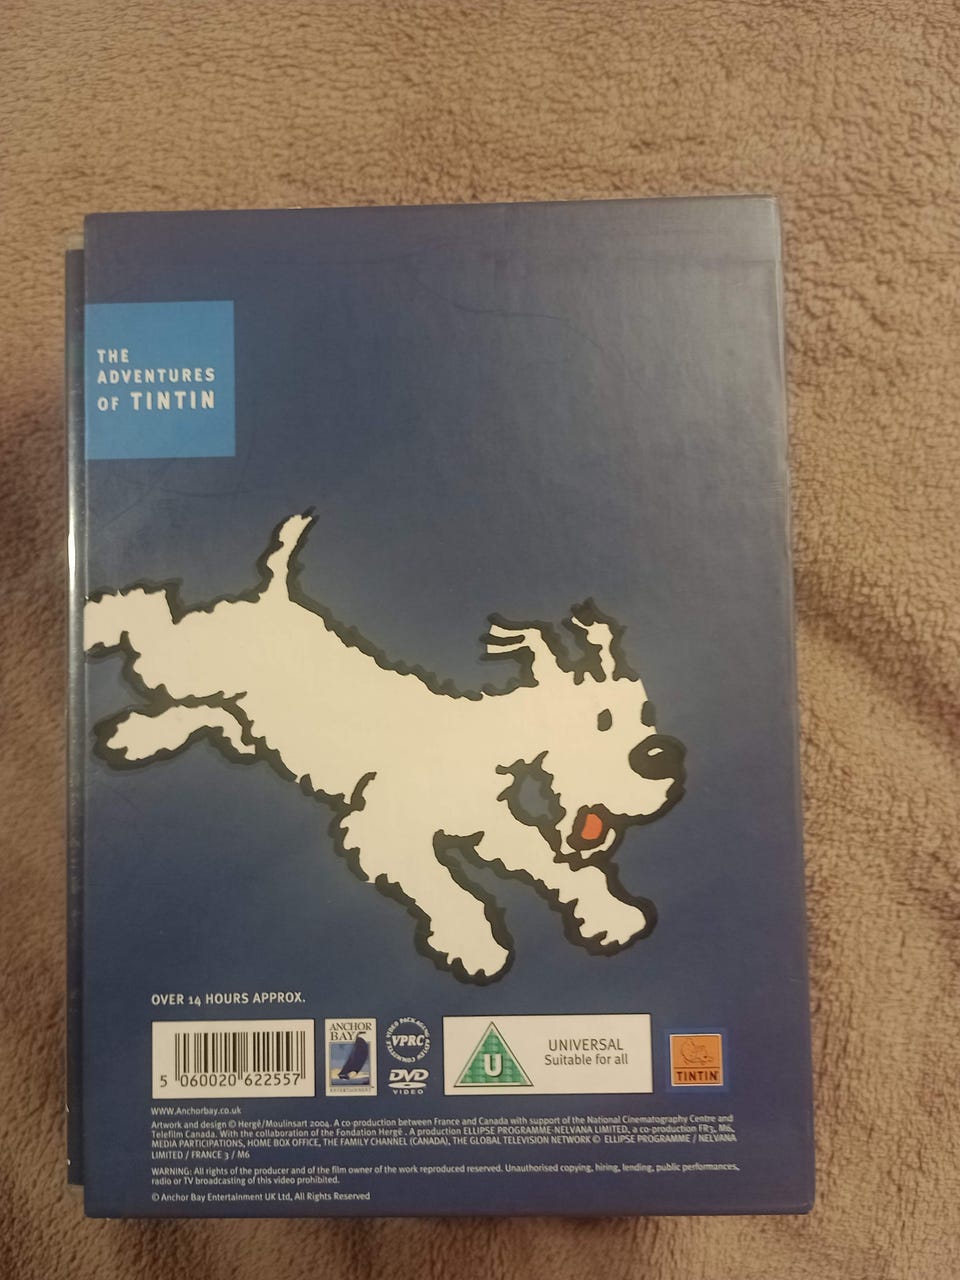 THE
ADVENTURES
OF TINTIN
OVER 14 HOURS APPROX.
5 060020 622557
ANCHOR
BAY
ENTERTAINMENT
VIDEO PACKAGING REVIEW COMMITTEE
VPRC
DVD
VIDEO
U
UNIVERSAL
Suitable for all
TINTIN
www.Anchorbay.co.uk
Artwork and design © Hergé/Moulinsart 2004. A co-production between France and Canada with support of the National Cinematography Centre and
Telefilm Canada. With the collaboration of the Fondation Hergé . A production ELLIPSE PROGRAMME-NELVANA LIMITED, a co-production FR3, M6,
MEDIA PARTICIPATIONS, HOME BOX OFFICE, THE FAMILY CHANNEL (CANADA), THE GLOBAL TELEVISION NETWORK © ELLIPSE PROGRAMME / NELVANA
LIMITED / FRANCE 3 / M6
WARNING: All rights of the producer and of the film owner of the work reproduced reserved. Unauthorised copying, hiring, lending, public performances,
radio or TV broadcasting of this video prohibited.
© Anchor Bay Entertainment UK Ltd, All Rights Reserved